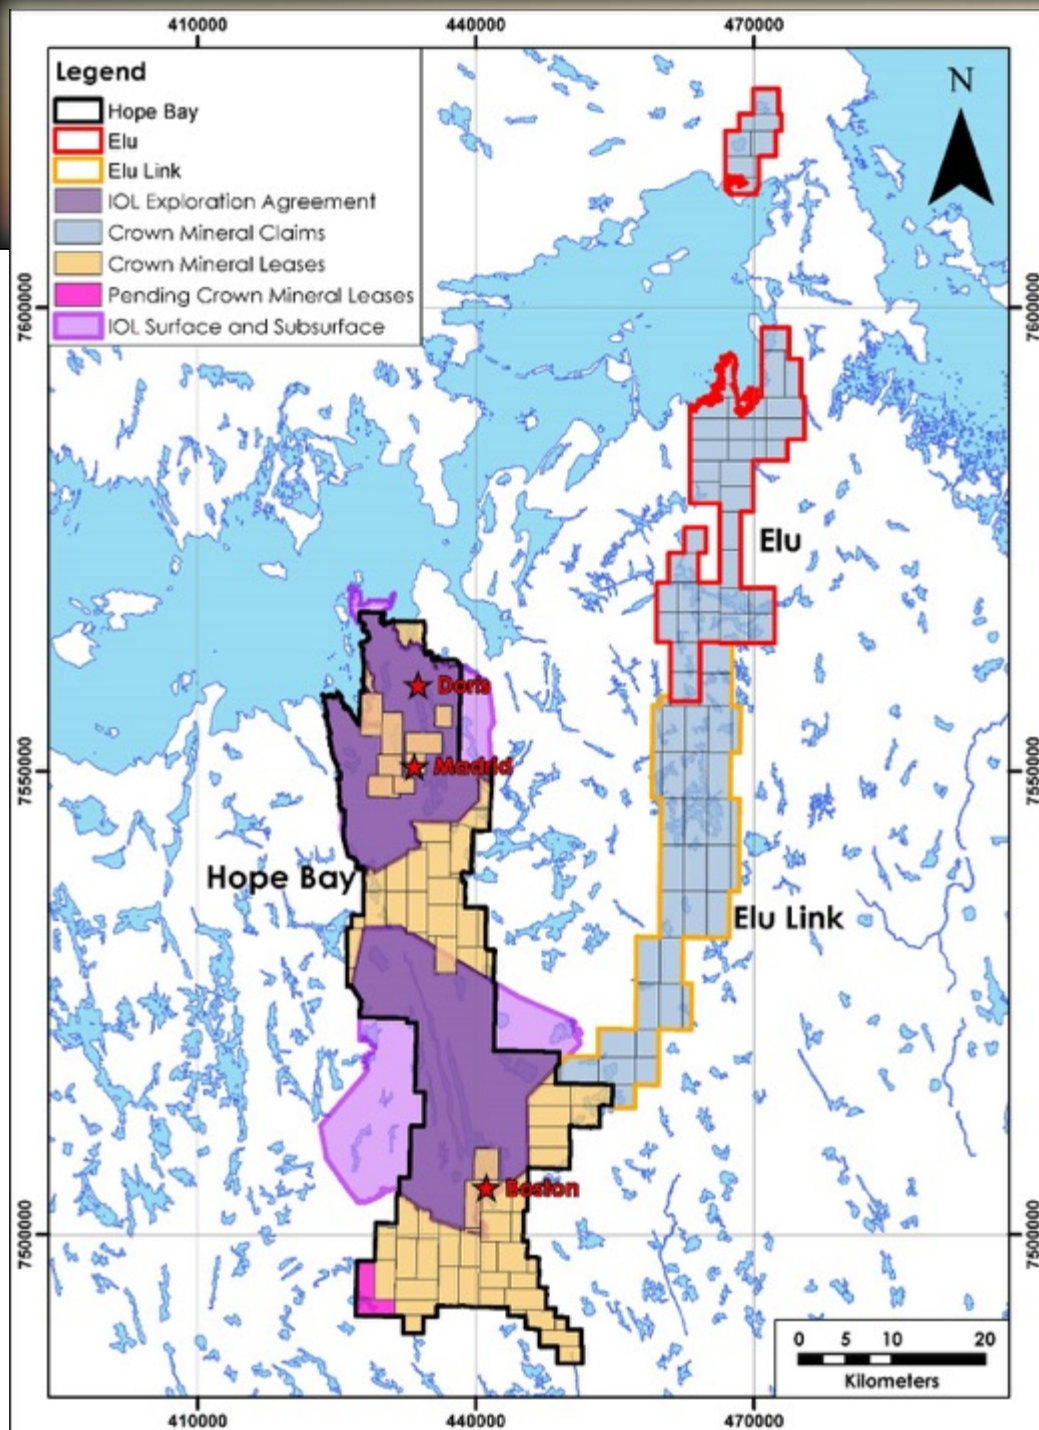 410000
440000
470000
Legend
Hope Bay
Elu
Elu Link
IOL Exploration Agreement
Crown Mineral Claims
Crown Mineral Leases
Pending Crown Mineral Leases
IOL Surface and Subsurface
N
7600000
7600000
Elu
Doris
Madrid
7550000
7550000
Hope Bay
Elu Link
Boston
7500000
7500000
0 5 10 20
Kilometers
410000
440000
470000